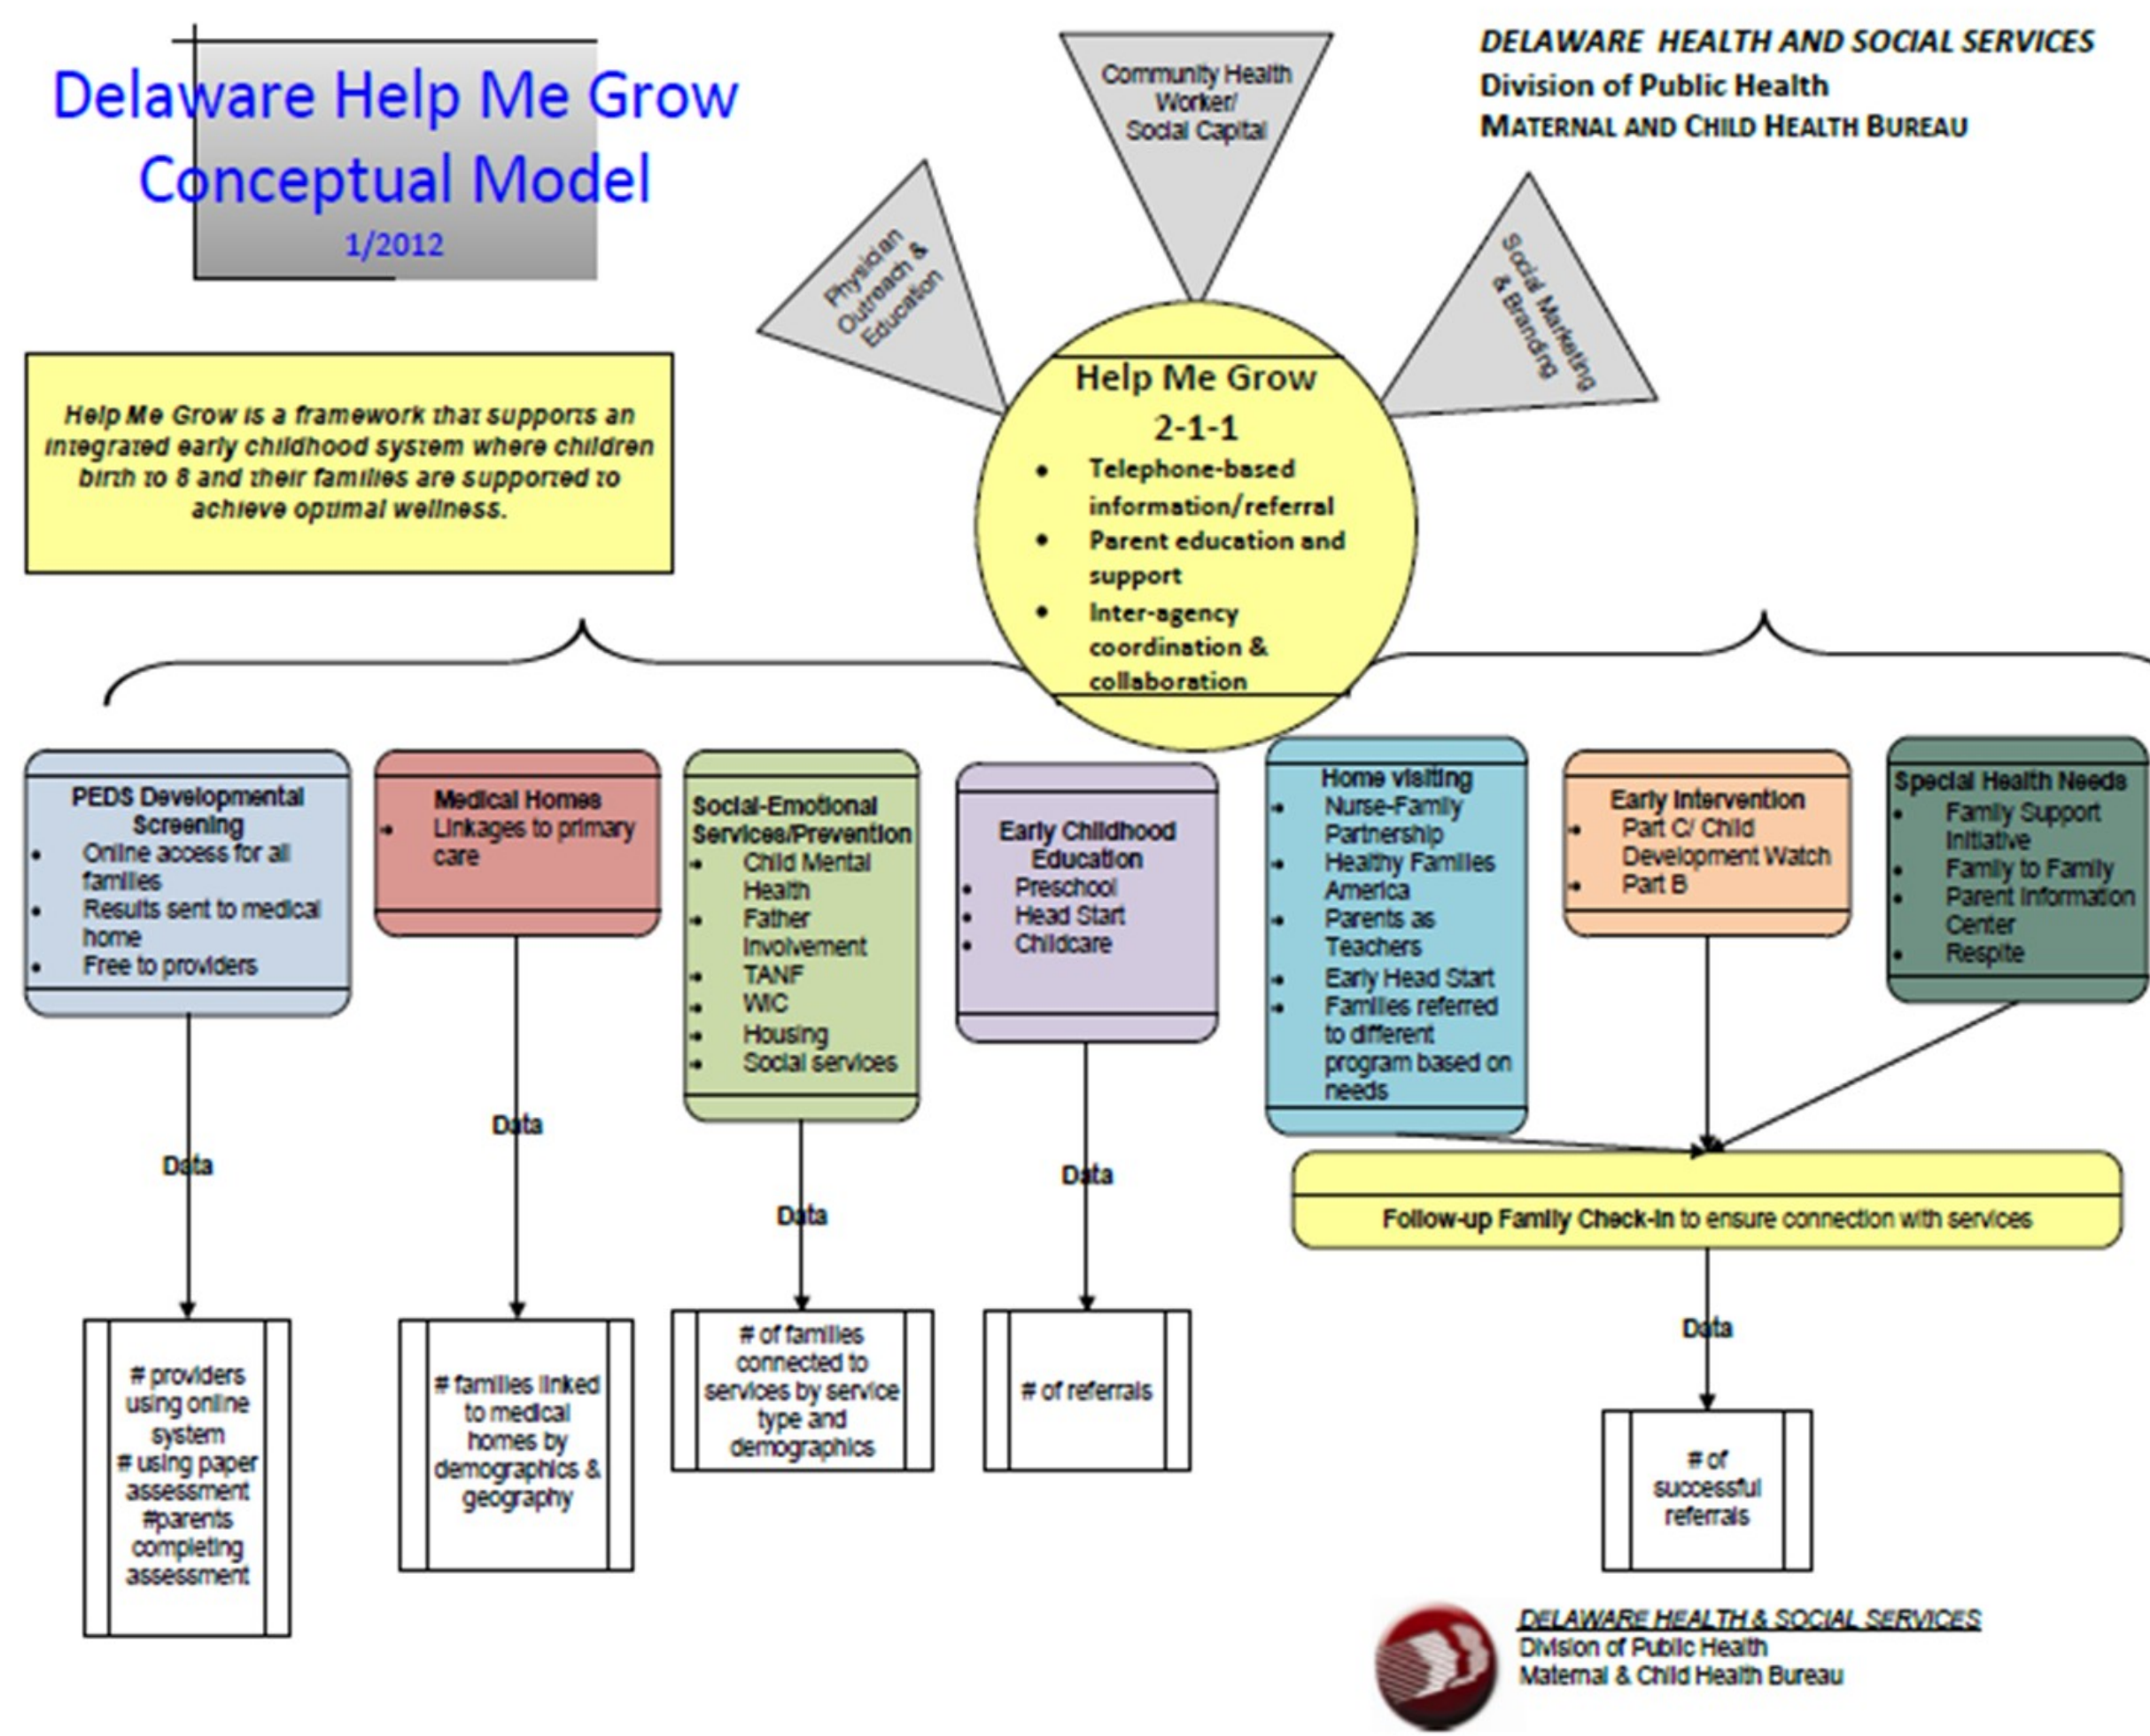 Delaware Help Me Grow
Conceptual Model
1/2012
Community Health
Worker/
Social Capital
DELAWARE HEALTH AND SOCIAL SERVICES
Division of Public Health
MATERNAL AND CHILD HEALTH BUREAU
Physician
Outreach &
Education
Social Marketing
& Branding
Help Me Grow is a framework that supports an
integrated early childhood system where children
birth to 8 and their families are supported to
achieve optimal wellness.
Help Me Grow
2-1-1
• Telephone-based
information/referral
• Parent education and
support
• Inter-agency
coordination &
collaboration
PEDS Developmental
Screening
• Online access for all
families
• Results sent to medical
home
• Free to providers
Medical Homes
• Linkages to primary
care
Social-Emotional
Services/Prevention
• Child Mental
Health
• Father
Involvement
• TANF
• WIC
• Housing
• Social services
Early Childhood
Education
• Preschool
• Head Start
• Childcare
Home visiting
• Nurse-Family
Partnership
• Healthy Families
America
• Parents as
Teachers
• Early Head Start
• Families referred
to different
program based on
needs
Early Intervention
• Part C/ Child
Development Watch
• Part B
Special Health Needs
• Family Support
Initiative
• Family to Family
• Parent Information
Center
• Respite
Data
Data
Data
Data
Follow-up Family Check-In to ensure connection with services
Data
# providers
using online
system
# using paper
assessment
#parents
completing
assessment
# families linked
to medical
homes by
demographics &
geography
# of families
connected to
services by service
type and
demographics
# of referrals
# of
successful
referrals
DELAWARE HEALTH & SOCIAL SERVICES
Division of Public Health
Maternal & Child Health Bureau